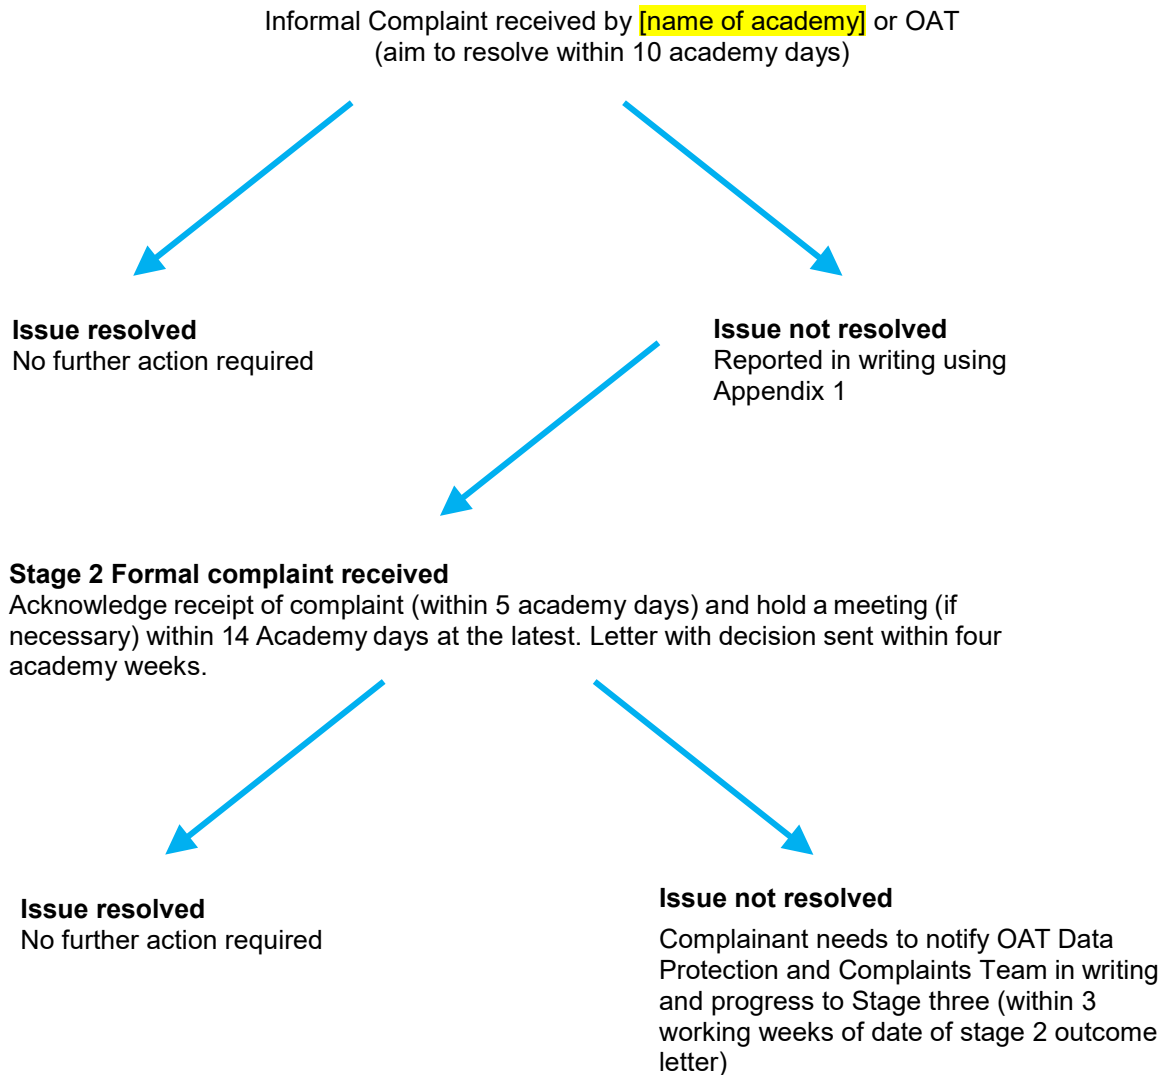 Informal Complaint received by [name of academy] or OAT
(aim to resolve within 10 academy days)
Issue resolved
No further action required
Issue not resolved
Reported in writing using
Appendix 1
Stage 2 Formal complaint received
Acknowledge receipt of complaint (within 5 academy days) and hold a meeting (if
necessary) within 14 Academy days at the latest. Letter with decision sent within four
academy weeks.
Issue resolved
No further action required
Issue not resolved
Complainant needs to notify OAT Data
Protection and Complaints Team in writing
and progress to Stage three (within 3
working weeks of date of stage 2 outcome
letter)